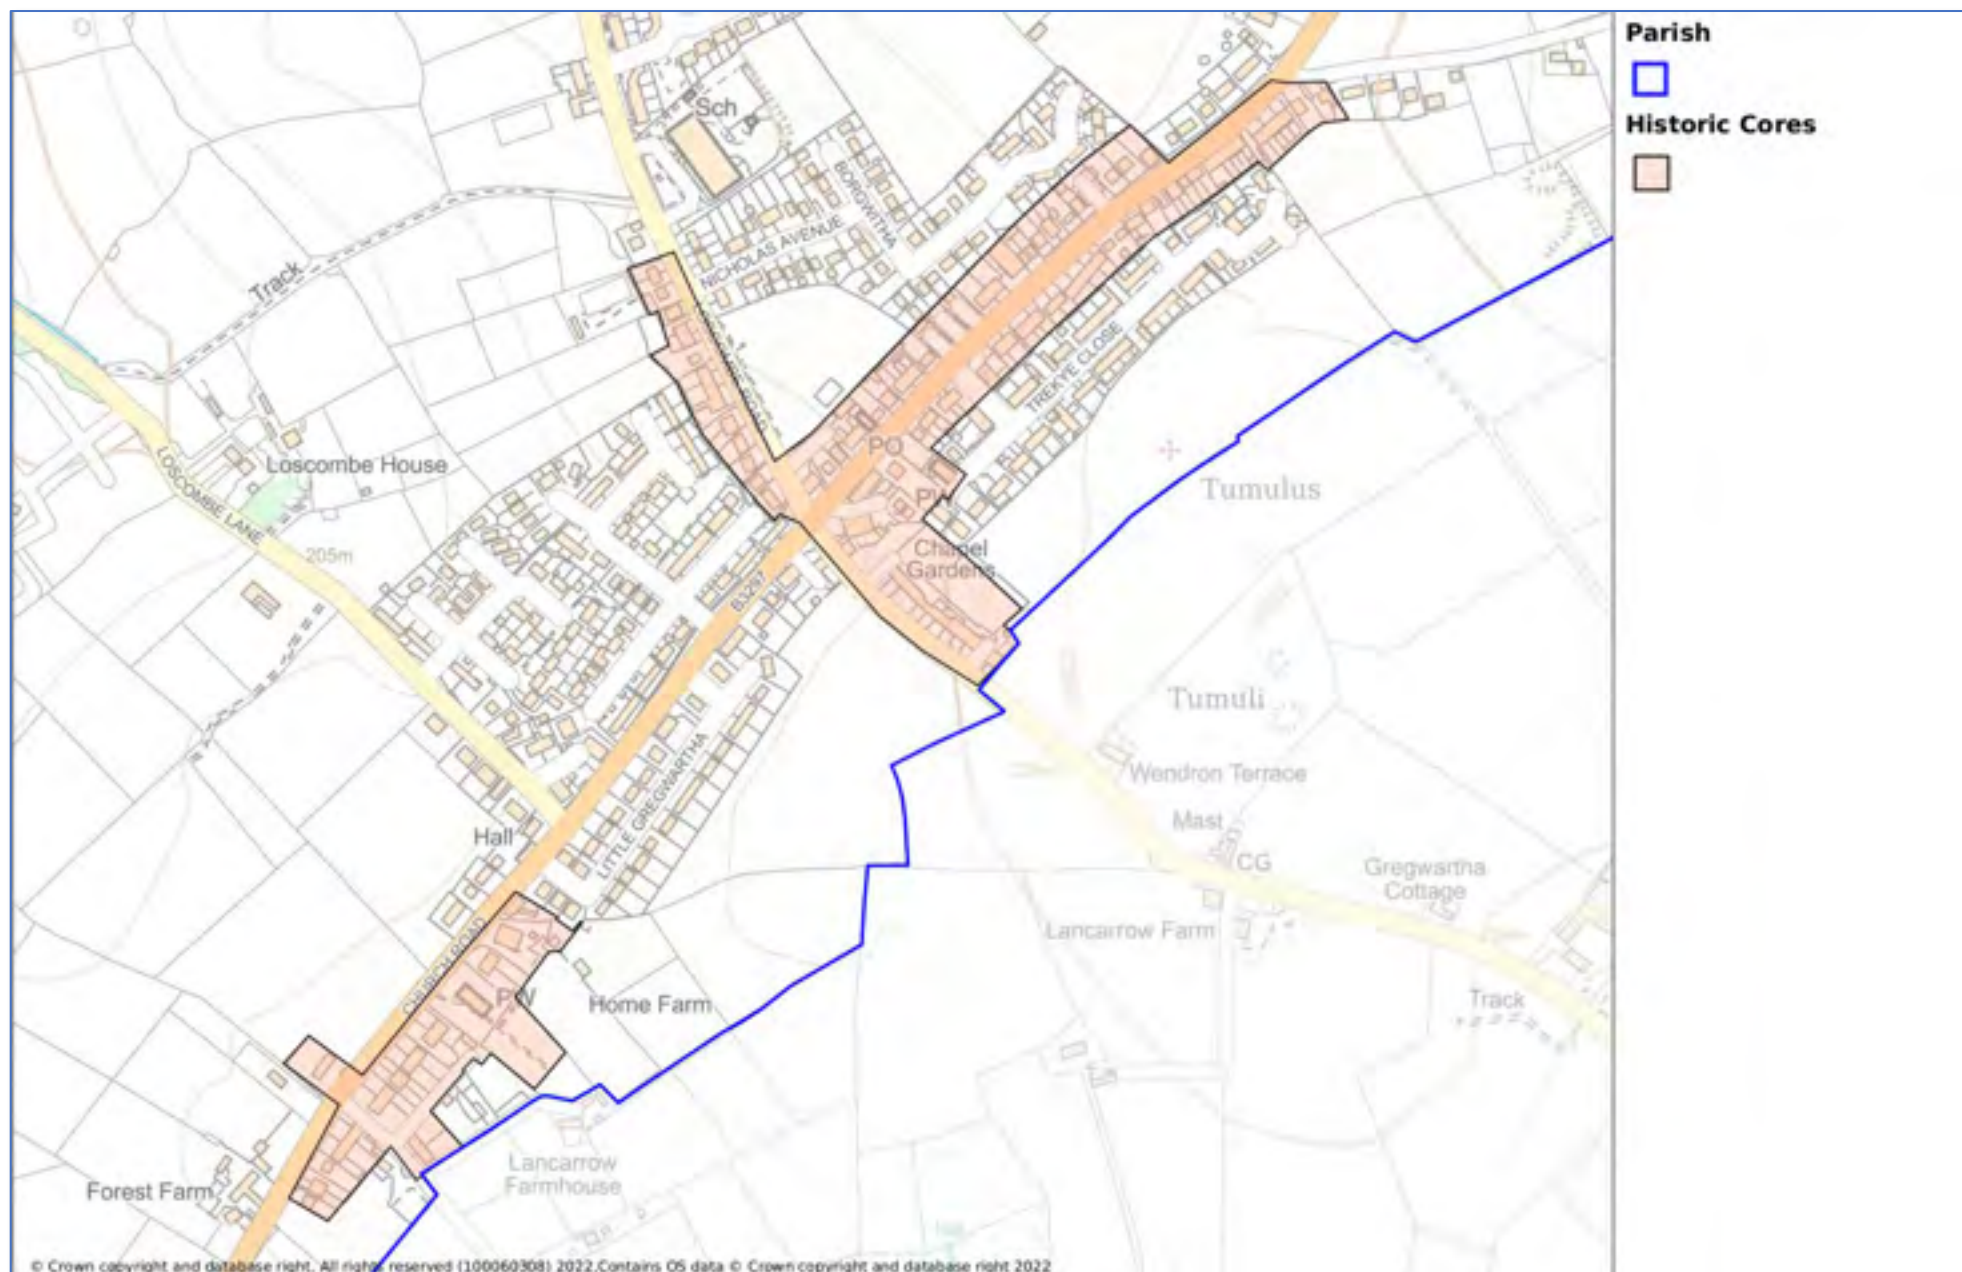 Parish
Historic Cores
Sch
BORGWITHA
NICHOLAS AVENUE
Track
TREKYE CLOSE
PO
Loscombe House
LOSCOMBE LANE
205m
Tumulus
Chapel
Gardens
B3297
Tumuli
Wendron Terrace
LITTLE GREGWARTHA
Mast
Hall
CG
Gregwartha
Cottage
Lancarrow Farm
CHURCH ROAD
PW
Home Farm
Track
Lancarrow
Farmhouse
Forest Farm
© Crown copyright and database right. All rights reserved (100060308) 2022.Contains OS data © Crown copyright and database right 2022